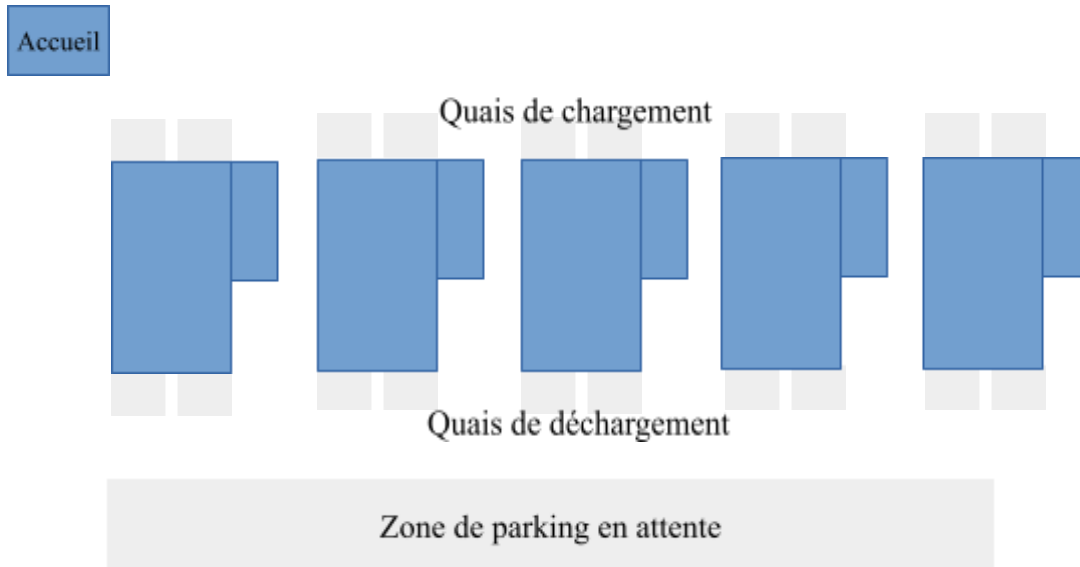 Accueil
Quais de chargement
Quais de déchargement
Zone de parking en attente